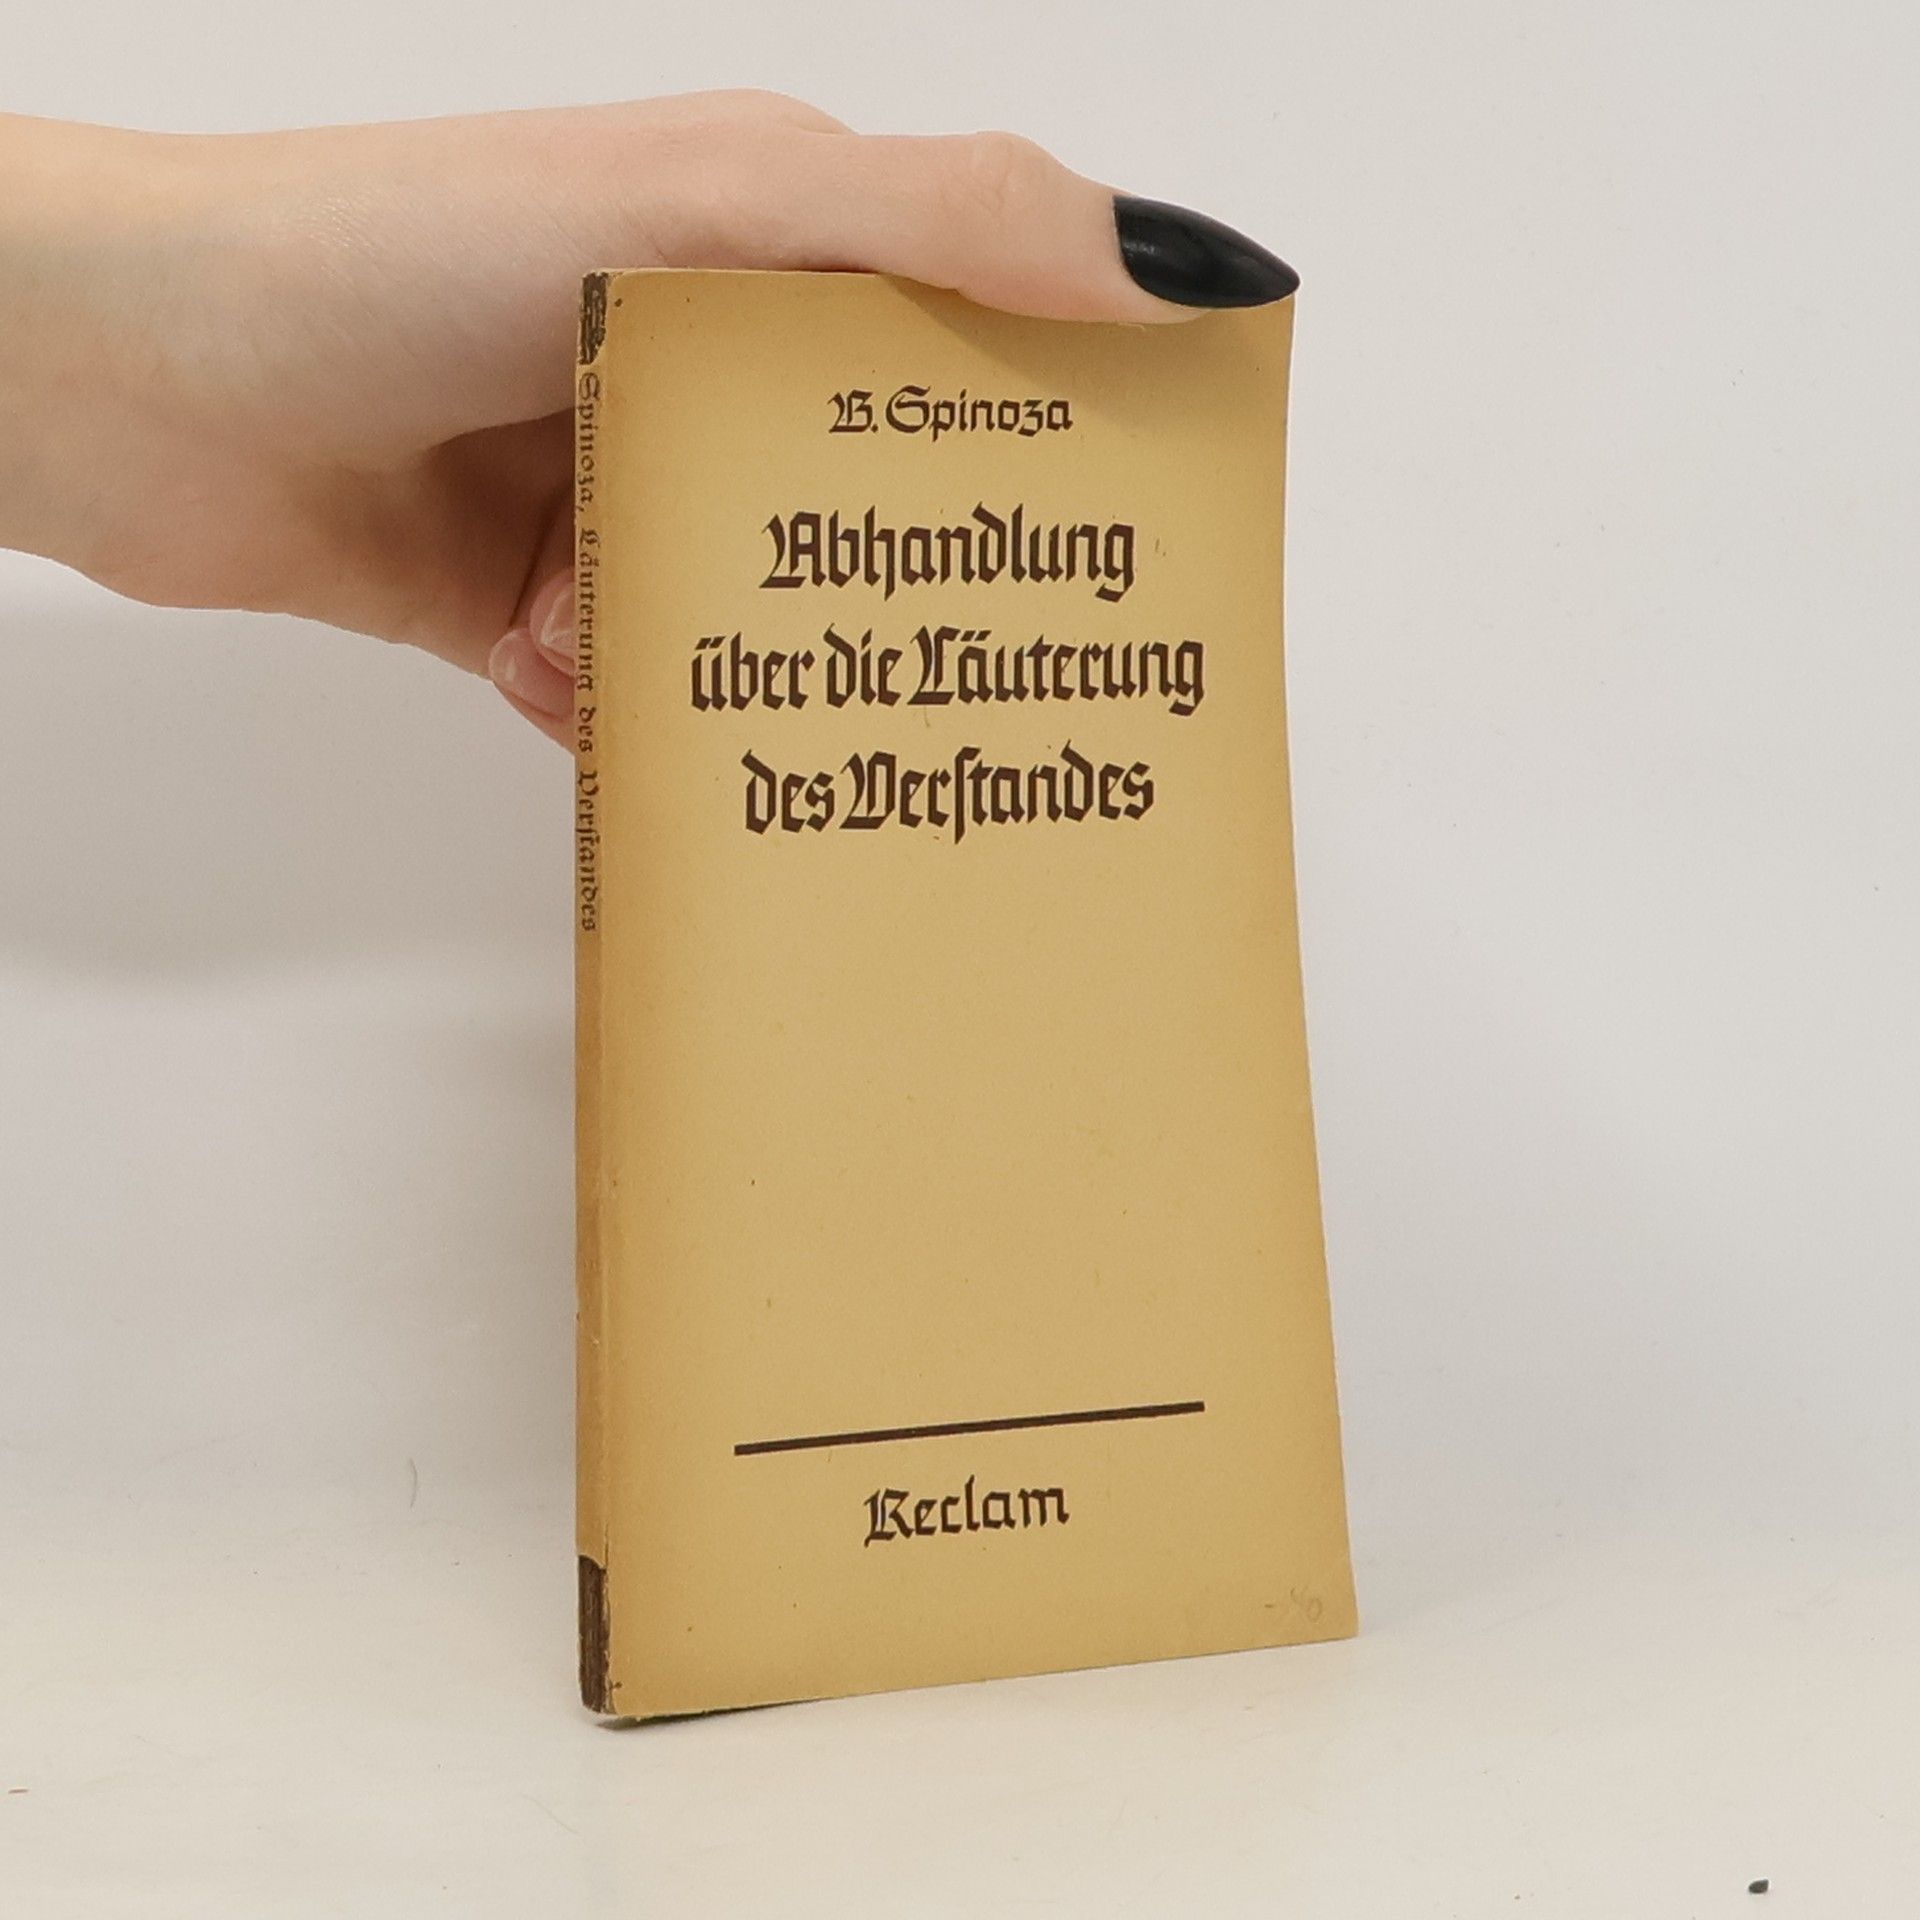 B. Spinoza
Abhandlung
über die Läuterung
des Verſtandes
Reclam
Spinoza, Läuterung des Verſtandes